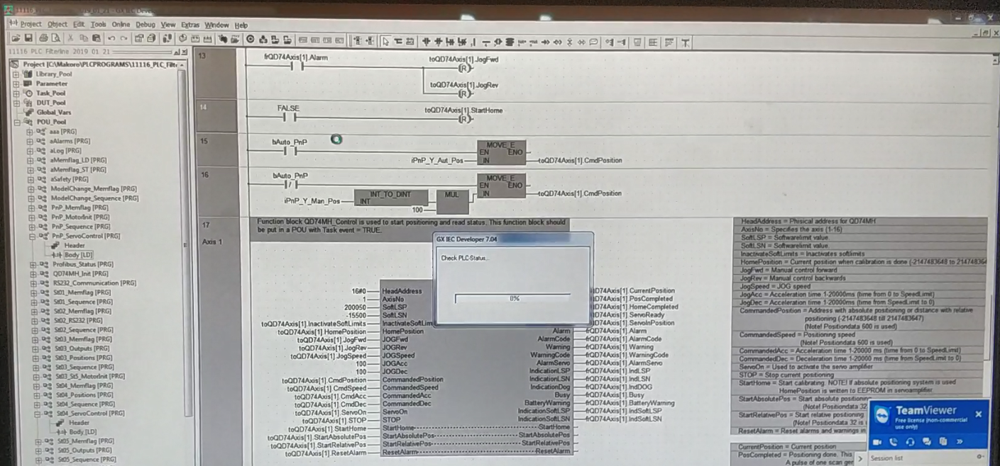 11116 PLC Filterline 2019_01_21 - GX IEC Developer
Project Object Edit Tools Online Debug View Extras Window Help
11116 PLC Filterline 2019 01 21
Project [C:\Makoro\PLCPROGRAMS\11116_PLC_Filte
Library_Pool
Parameter
Task_Pool
DUT_Pool
Global_Vars
POU_Pool
aaa [PRG]
aAlarms [PRG]
aLog [PRG]
aMemflag_LD [PRG]
aMemflag_ST [PRG]
aSafety [PRG]
ModelChange_Memflag [PRG]
ModelChange_Sequence [PRG]
PnP_Memflag [PRG]
PnP_MotorInit [PRG]
PnP_Sequence [PRG]
PnP_ServoControl [PRG]
Header
Body [LD]
Profibus_Status [PRG]
QD74MH_Init [PRG]
RS232_Communication [PRG]
St01_Memflag [PRG]
St01_Sequence [PRG]
St02_Memflag [PRG]
St02_RS232 [PRG]
St02_Sequence [PRG]
St03_Memflag [PRG]
St03_Outputs [PRG]
St03_Positions [PRG]
St03_Sequence [PRG]
St03_St5_MotorInit [PRG]
St04_Memflag [PRG]
St04_Positions [PRG]
St04_Sequence [PRG]
St04_ServoControl [PRG]
Header
Body [LD]
St05_Memflag [PRG]
St05_Outputs [PRG]
St05_Sequence [PRG]
13
frQD74Axis[1].Alarm
toQD74Axis[1].JogFwd
(R)
toQD74Axis[1].JogRev
(R)
14
FALSE
toQD74Axis[1].StartHome
(R)
15
bAuto_PnP
MOVE_E
EN ENO
iPnP_Y_Aut_Pos IN toQD74Axis[1].CmdPosition
16
bAuto_PnP
MOVE_E
EN ENO
IN toQD74Axis[1].CmdPosition
INT_TO_DINT MUL
iPnP_Y_Man_Pos INT
100
17
Axis 1
Function block QD74MH_Control is used to start positioning and read status. This function block should
be put in a POU with Task event = TRUE.
GX IEC Developer 7.04
Check PLC-Status...
0%
16#0 HeadAddress
1 AxisNo
200050 SoftLSP
-15500 SoftLSN
toQD74Axis[1].InactivateSoftLimits InactivateSoftLim
toQD74Axis[1].HomePosition HomePosition
toQD74Axis[1].JogFwd JOGFwd
toQD74Axis[1].JogRev JOGRev
toQD74Axis[1].JogSpeed JOGSpeed
100 JOGAcc
100 JOGDec
toQD74Axis[1].CmdPosition CommandedPosition
toQD74Axis[1].CmdSpeed CommandedSpeed
toQD74Axis[1].CmdAcc CommandedAcc
toQD74Axis[1].CmdDec CommandedDec
toQD74Axis[1].ServoOn ServoOn
toQD74Axis[1].STOP STOP
toQD74Axis[1].StartHome StartHome
toQD74Axis[1].StartAbsolutePos StartAbsolutePos
toQD74Axis[1].StartRelativePos StartRelativePos
toQD74Axis[1].ResetAlarm ResetAlarm
QD74Axis[1].CurrentPosition
QD74Axis[1].PosCompleted
QD74Axis[1].HomeCompleted
QD74Axis[1].ServoReady
QD74Axis[1].ServoInPosition
Alarm frQD74Axis[1].Alarm
AlarmCode frQD74Axis[1].AlarmCode
Warning frQD74Axis[1].Warning
WarningCode frQD74Axis[1].WarningCode
AlarmServo frQD74Axis[1].AlarmServo
IndicationLSP frQD74Axis[1].IndLSP
IndicationLSN frQD74Axis[1].IndLSN
IndicationDog frQD74Axis[1].IndDOG
Busy frQD74Axis[1].Busy
BatteryWarning frQD74Axis[1].BatteryWarning
IndicationSoftLSP frQD74Axis[1].IndSoftLSP
IndicationSoftLSN frQD74Axis[1].IndSoftLSN
StartHome
StartAbsolutePos
StartRelativePos
ResetAlarm
HeadAddress = Phisical address for QD74MH
AxisNo = Specifies the axis (1-16)
SoftLSP = Softwarelimit value
SoftLSN = Softwarelimit value
InactivateSoftLimits = Inactivates softlimits
HomePosition = Current position when calibration is done (-2147483648 to 214748364
JogFwd = Manual control forward
JogRev = Manual control backwards
JogSpeed = JOG speed
JogAcc = Acceleration time 1-20000ms (time from 0 to SpeedLimit)
JogDec = Acceleration time 1-20000ms (time from SpeedLimit to 0)
CommandedPosition = Address with absolute positioning or distance with relative
positioning (-2147483648 till 2147483647)
(Note! Positiondata 600 is used)
CommandedSpeed = Positioning speed
(Note! Positiondata 600 is used)
CommandedAcc = Acceleration time 1-20000 ms (time from 0 to SpeedLimit)
CommandedDec = Deceleration time 1-20000 ms (time from SpeedLimit to 0)
ServoOn = Used to activate the servo amplifier
STOP = Stop current positioning
StartHome = Start calibrating. NOTE! If absolute positioning system is used
HomePosition is written to EEPROM in servoamplifier.
StartAbsolutePos = Start absolute position
(Note! Positiondata 32
StartRelativePos = Start relative positioning
(Note! Positiondata 32 is
ResetAlarm = Reset alarms and warnings in
CurrentPosition = Current position
PosCompleted = Positioning done. This
A pulse of one scan ger
TeamViewer
Free license (non-commercial
use only)
Session list